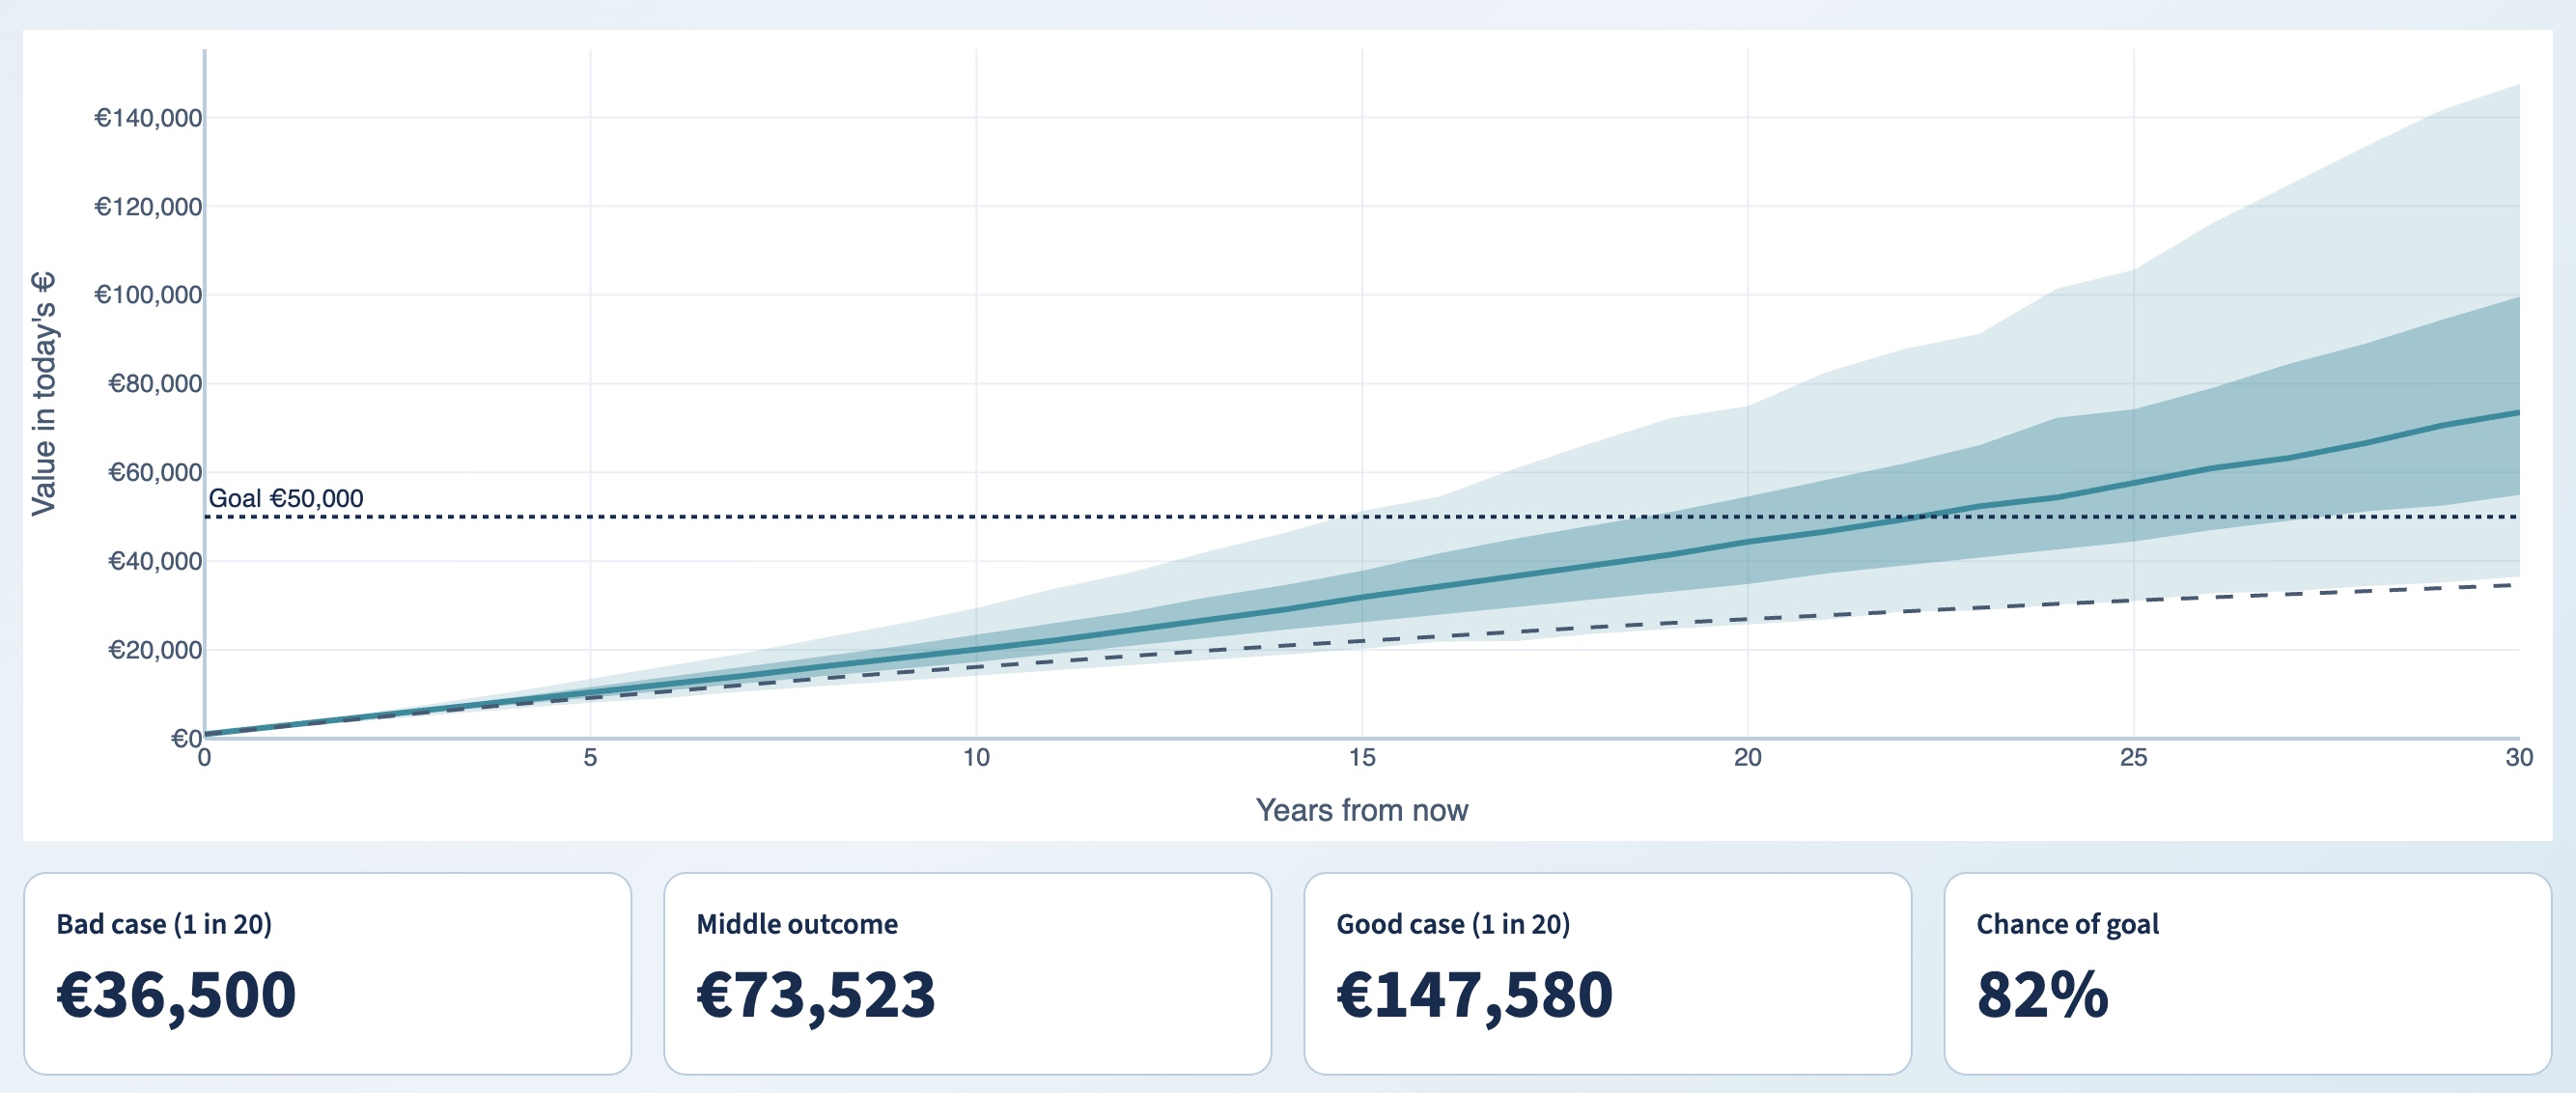 €140,000
€120,000
€100,000
€80,000
€60,000
€40,000
€20,000
€0
Value in today's €
Goal €50,000
0 5 10 15 20 25 30
Years from now
Bad case (1 in 20)
€36,500
Middle outcome
€73,523
Good case (1 in 20)
€147,580
Chance of goal
82%